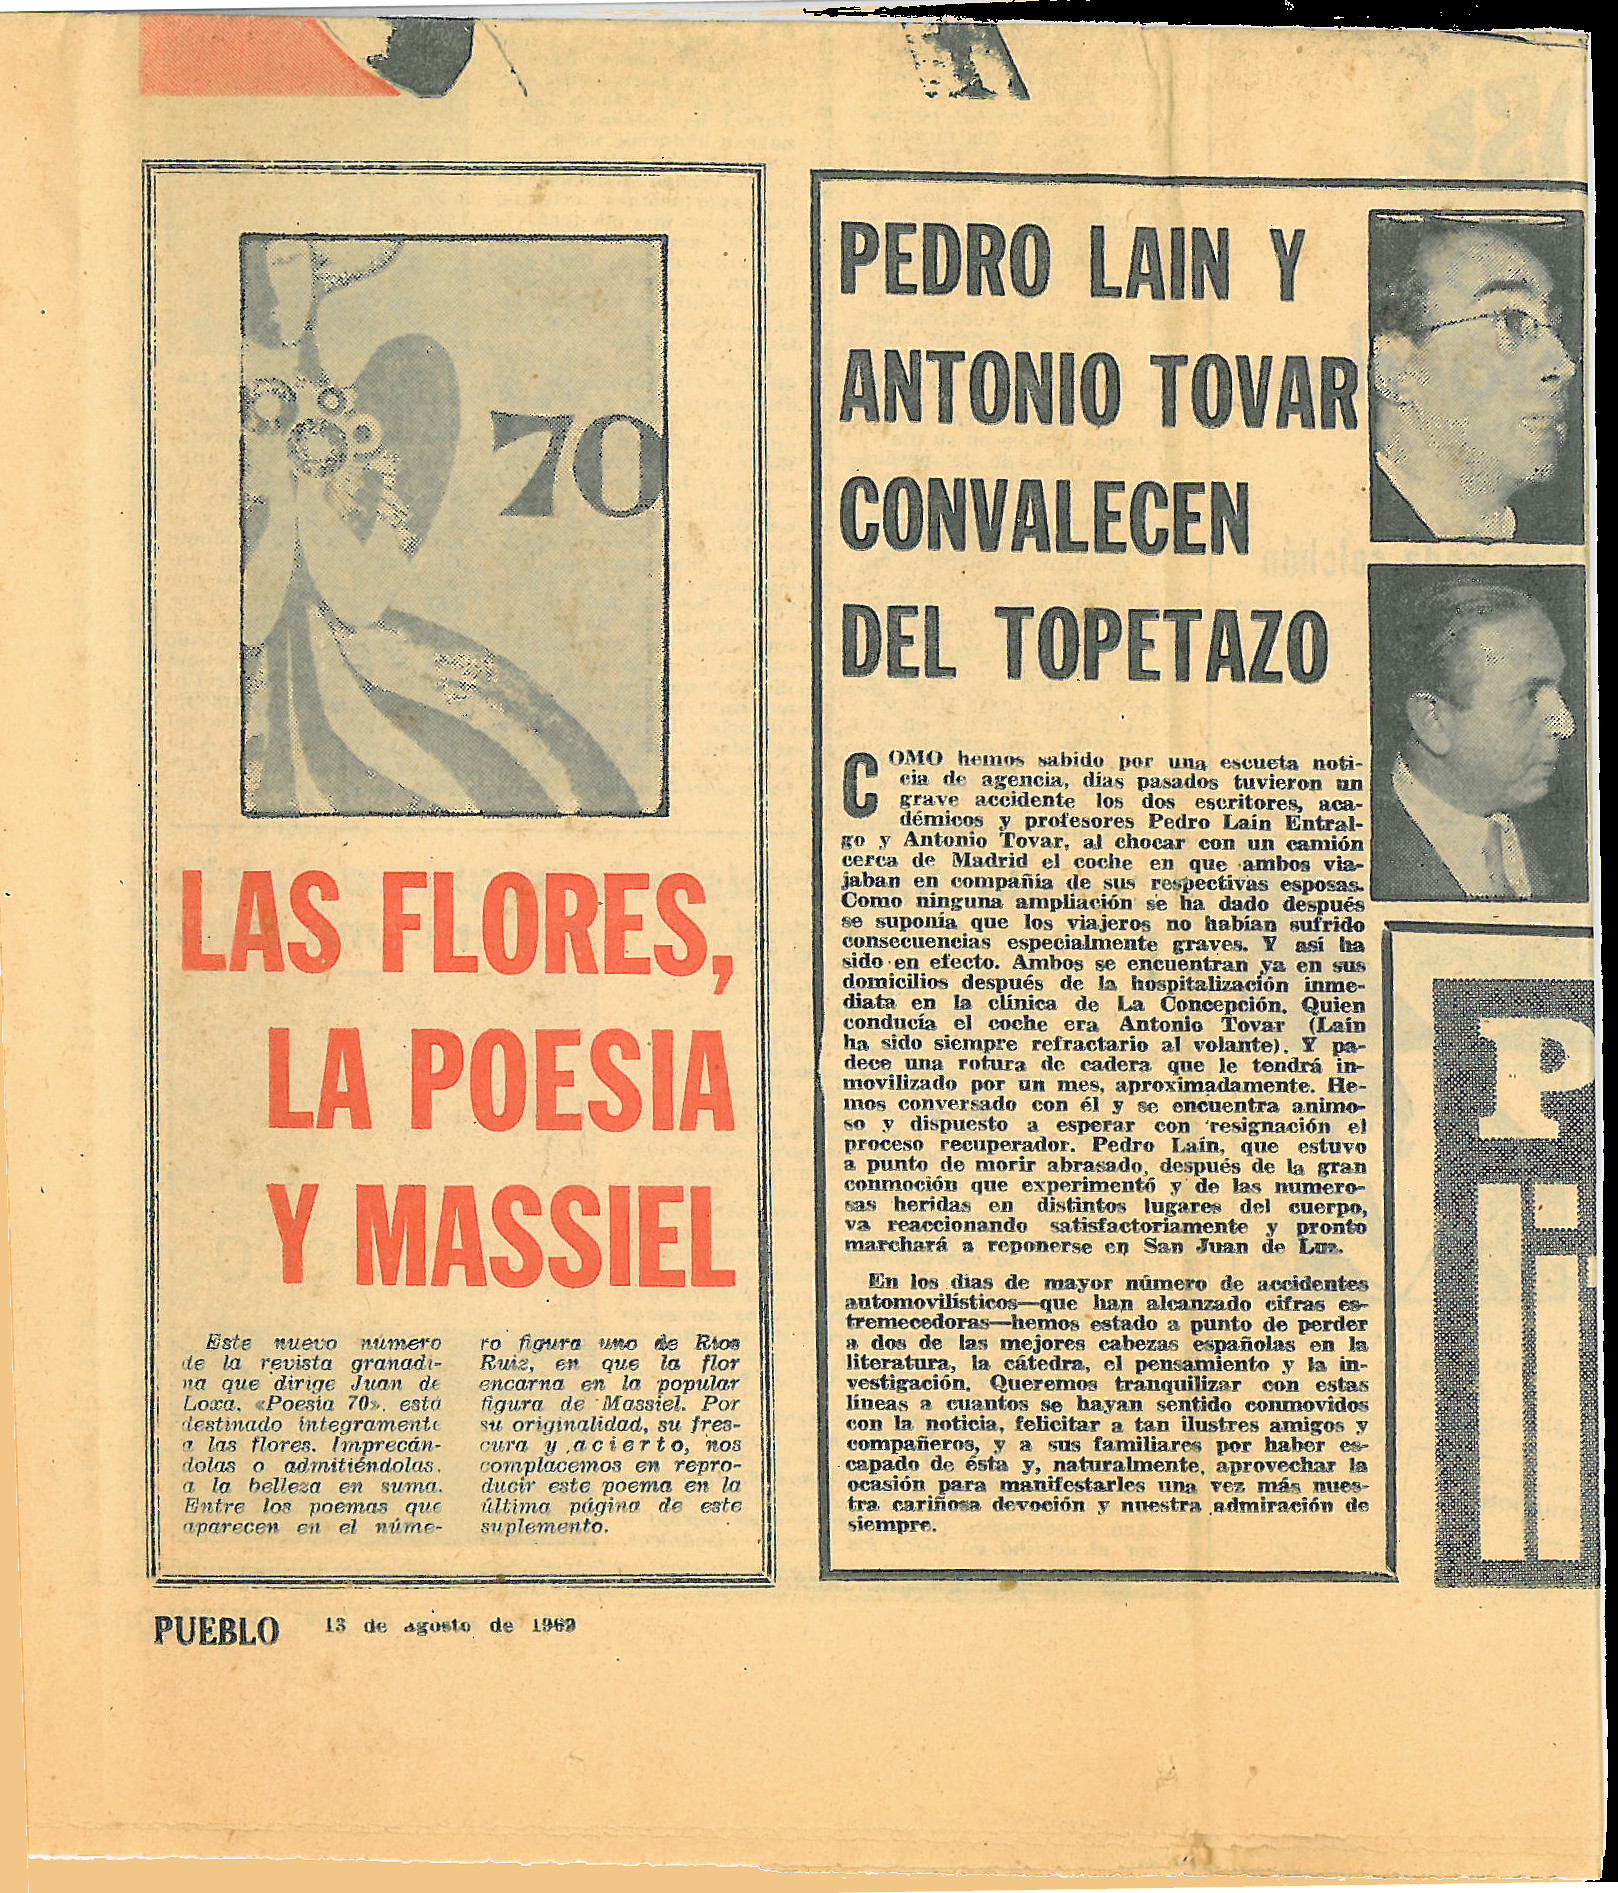 70
LAS FLORES,
LA POESIA
Y MASSIEL
Este nuevo número
de la revista granadi-
na que dirige Juan de
Loxa, «Poesía 70», está
destinado íntegramente
a las flores. Imprecán-
dolas o admitiéndolas,
a la belleza en suma.
Entre los poemas que
aparecen en el núme-
ro figura uno de Ríos
Ruiz, en que la flor
encarna en la popular
figura de Massiel. Por
su originalidad, su fres-
cura y acierto, nos
complacemos en repro-
ducir este poema en la
última página de este
suplemento.
PUEBLO 13 de agosto de 1969
PEDRO LAIN Y
ANTONIO TOVAR
CONVALECEN
DEL TOPETAZO
COMO hemos sabido por una escueta noti-
cia de agencia, días pasados tuvieron un
grave accidente los dos escritores, aca-
démicos y profesores Pedro Laín Entral-
go y Antonio Tovar, al chocar con un camión
cerca de Madrid el coche en que ambos via-
jaban en compañía de sus respectivas esposas.
Como ninguna ampliación se ha dado después
se suponía que los viajeros no habían sufrido
consecuencias especialmente graves. Y así ha
sido en efecto. Ambos se encuentran ya en sus
domicilios después de la hospitalización inme-
diata en la clínica de La Concepción. Quien
conducía el coche era Antonio Tovar (Laín
ha sido siempre refractario al volante). Y pa-
dece una rotura de cadera que le tendrá in-
movilizado por un mes, aproximadamente. He-
mos conversado con él y se encuentra animo-
so y dispuesto a esperar con resignación el
proceso recuperador. Pedro Laín, que estuvo
a punto de morir abrasado, después de la gran
conmoción que experimentó y de las numero-
sas heridas en distintos lugares del cuerpo,
va reaccionando satisfactoriamente y pronto
marchará a reponerse en San Juan de Luz.
En los días de mayor número de accidentes
automovilísticos—que han alcanzado cifras es-
tremecedoras—hemos estado a punto de perder
a dos de las mejores cabezas españolas en la
literatura, la cátedra, el pensamiento y la in-
vestigación. Queremos tranquilizar con estas
líneas a cuantos se hayan sentido conmovidos
con la noticia, felicitar a tan ilustres amigos y
compañeros, y a sus familiares por haber es-
capado de ésta y, naturalmente, aprovechar la
ocasión para manifestarles una vez más nues-
tra cariñosa devoción y nuestra admiración de
siempre.